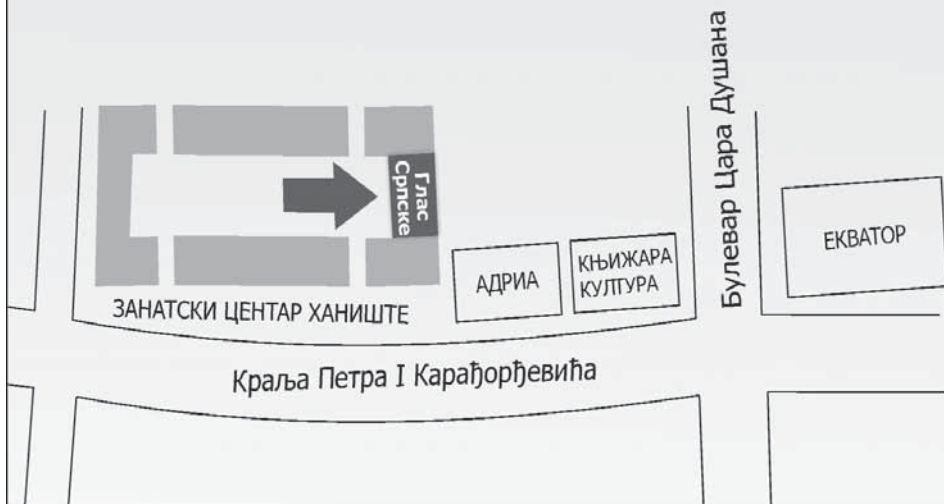 Глас
Српске
АДРИА
КЊИЖАРА
КУЛТУРА
Булевар Цара Душана
ЕКВАТОР
ЗАНАТСКИ ЦЕНТАР ХАНИШТЕ
Краља Петра I Карађорђевића